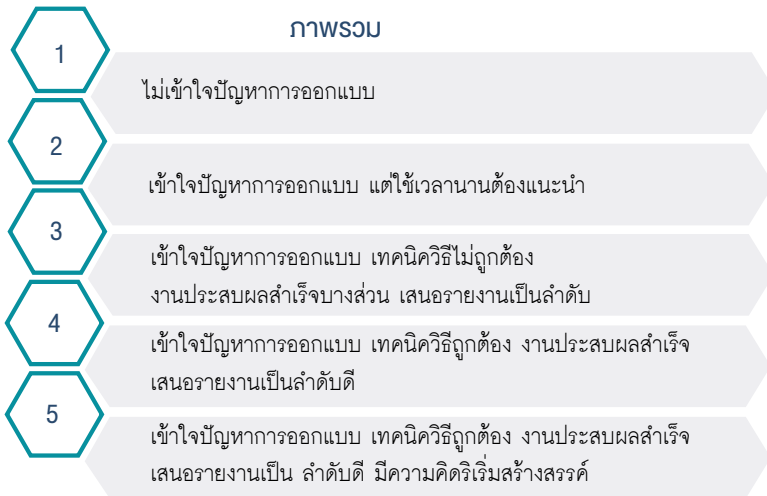 ภาพรวม
1
ไม่เข้าใจปัญหาการออกแบบ
2
เข้าใจปัญหาการออกแบบ แต่ใช้เวลานานต้องแนะนำ
3
เข้าใจปัญหาการออกแบบ เทคนิควิธีไม่ถูกต้อง
งานประสบผลสำเร็จบางส่วน เสนอรายงานเป็นลำดับ
4
เข้าใจปัญหาการออกแบบ เทคนิควิธีถูกต้อง งานประสบผลสำเร็จ
เสนอรายงานเป็นลำดับดี
5
เข้าใจปัญหาการออกแบบ เทคนิควิธีถูกต้อง งานประสบผลสำเร็จ
เสนอรายงานเป็น ลำดับดี มีความคิดริเริ่มสร้างสรรค์